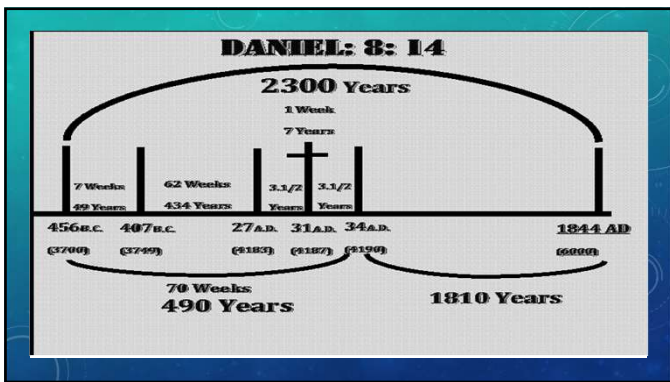 DANIEL: 8: 14
2300 Years
1 Week
7 Years
7 Weeks 62 Weeks 3.1/2 3.1/2
49 Years 434 Years Years Years
456B.C. 407B.C. 27A.D. 31A.D. 34A.D. 1844 AD
(3700) (3749) (4183) (4187) (4190) (6000)
70 Weeks
490 Years 1810 Years